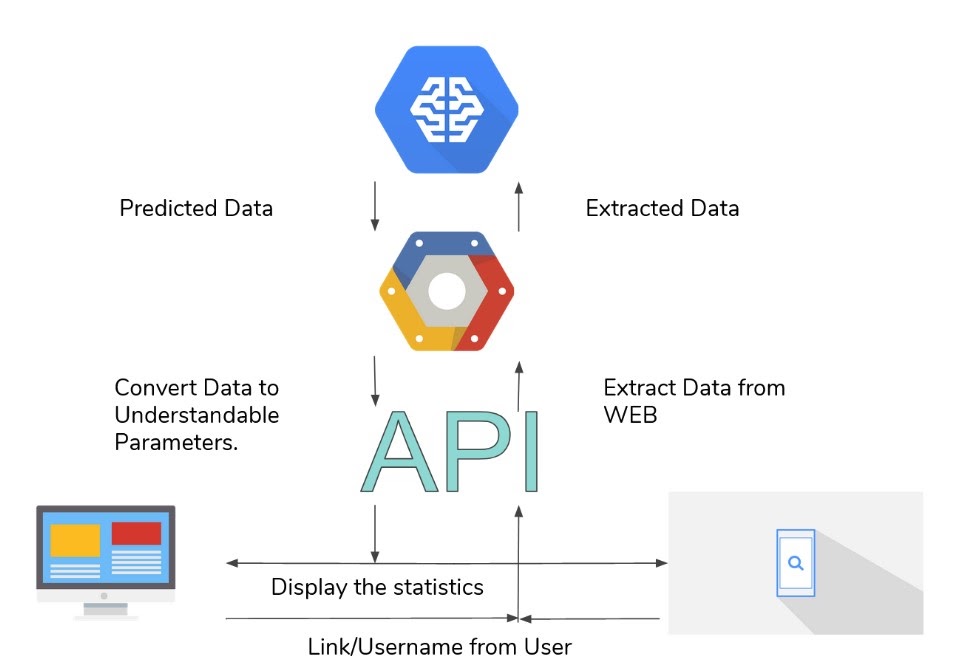 Predicted Data
Extracted Data
Convert Data to
Understandable
Parameters.
Extract Data from
WEB
API
Display the statistics
Link/Username from User